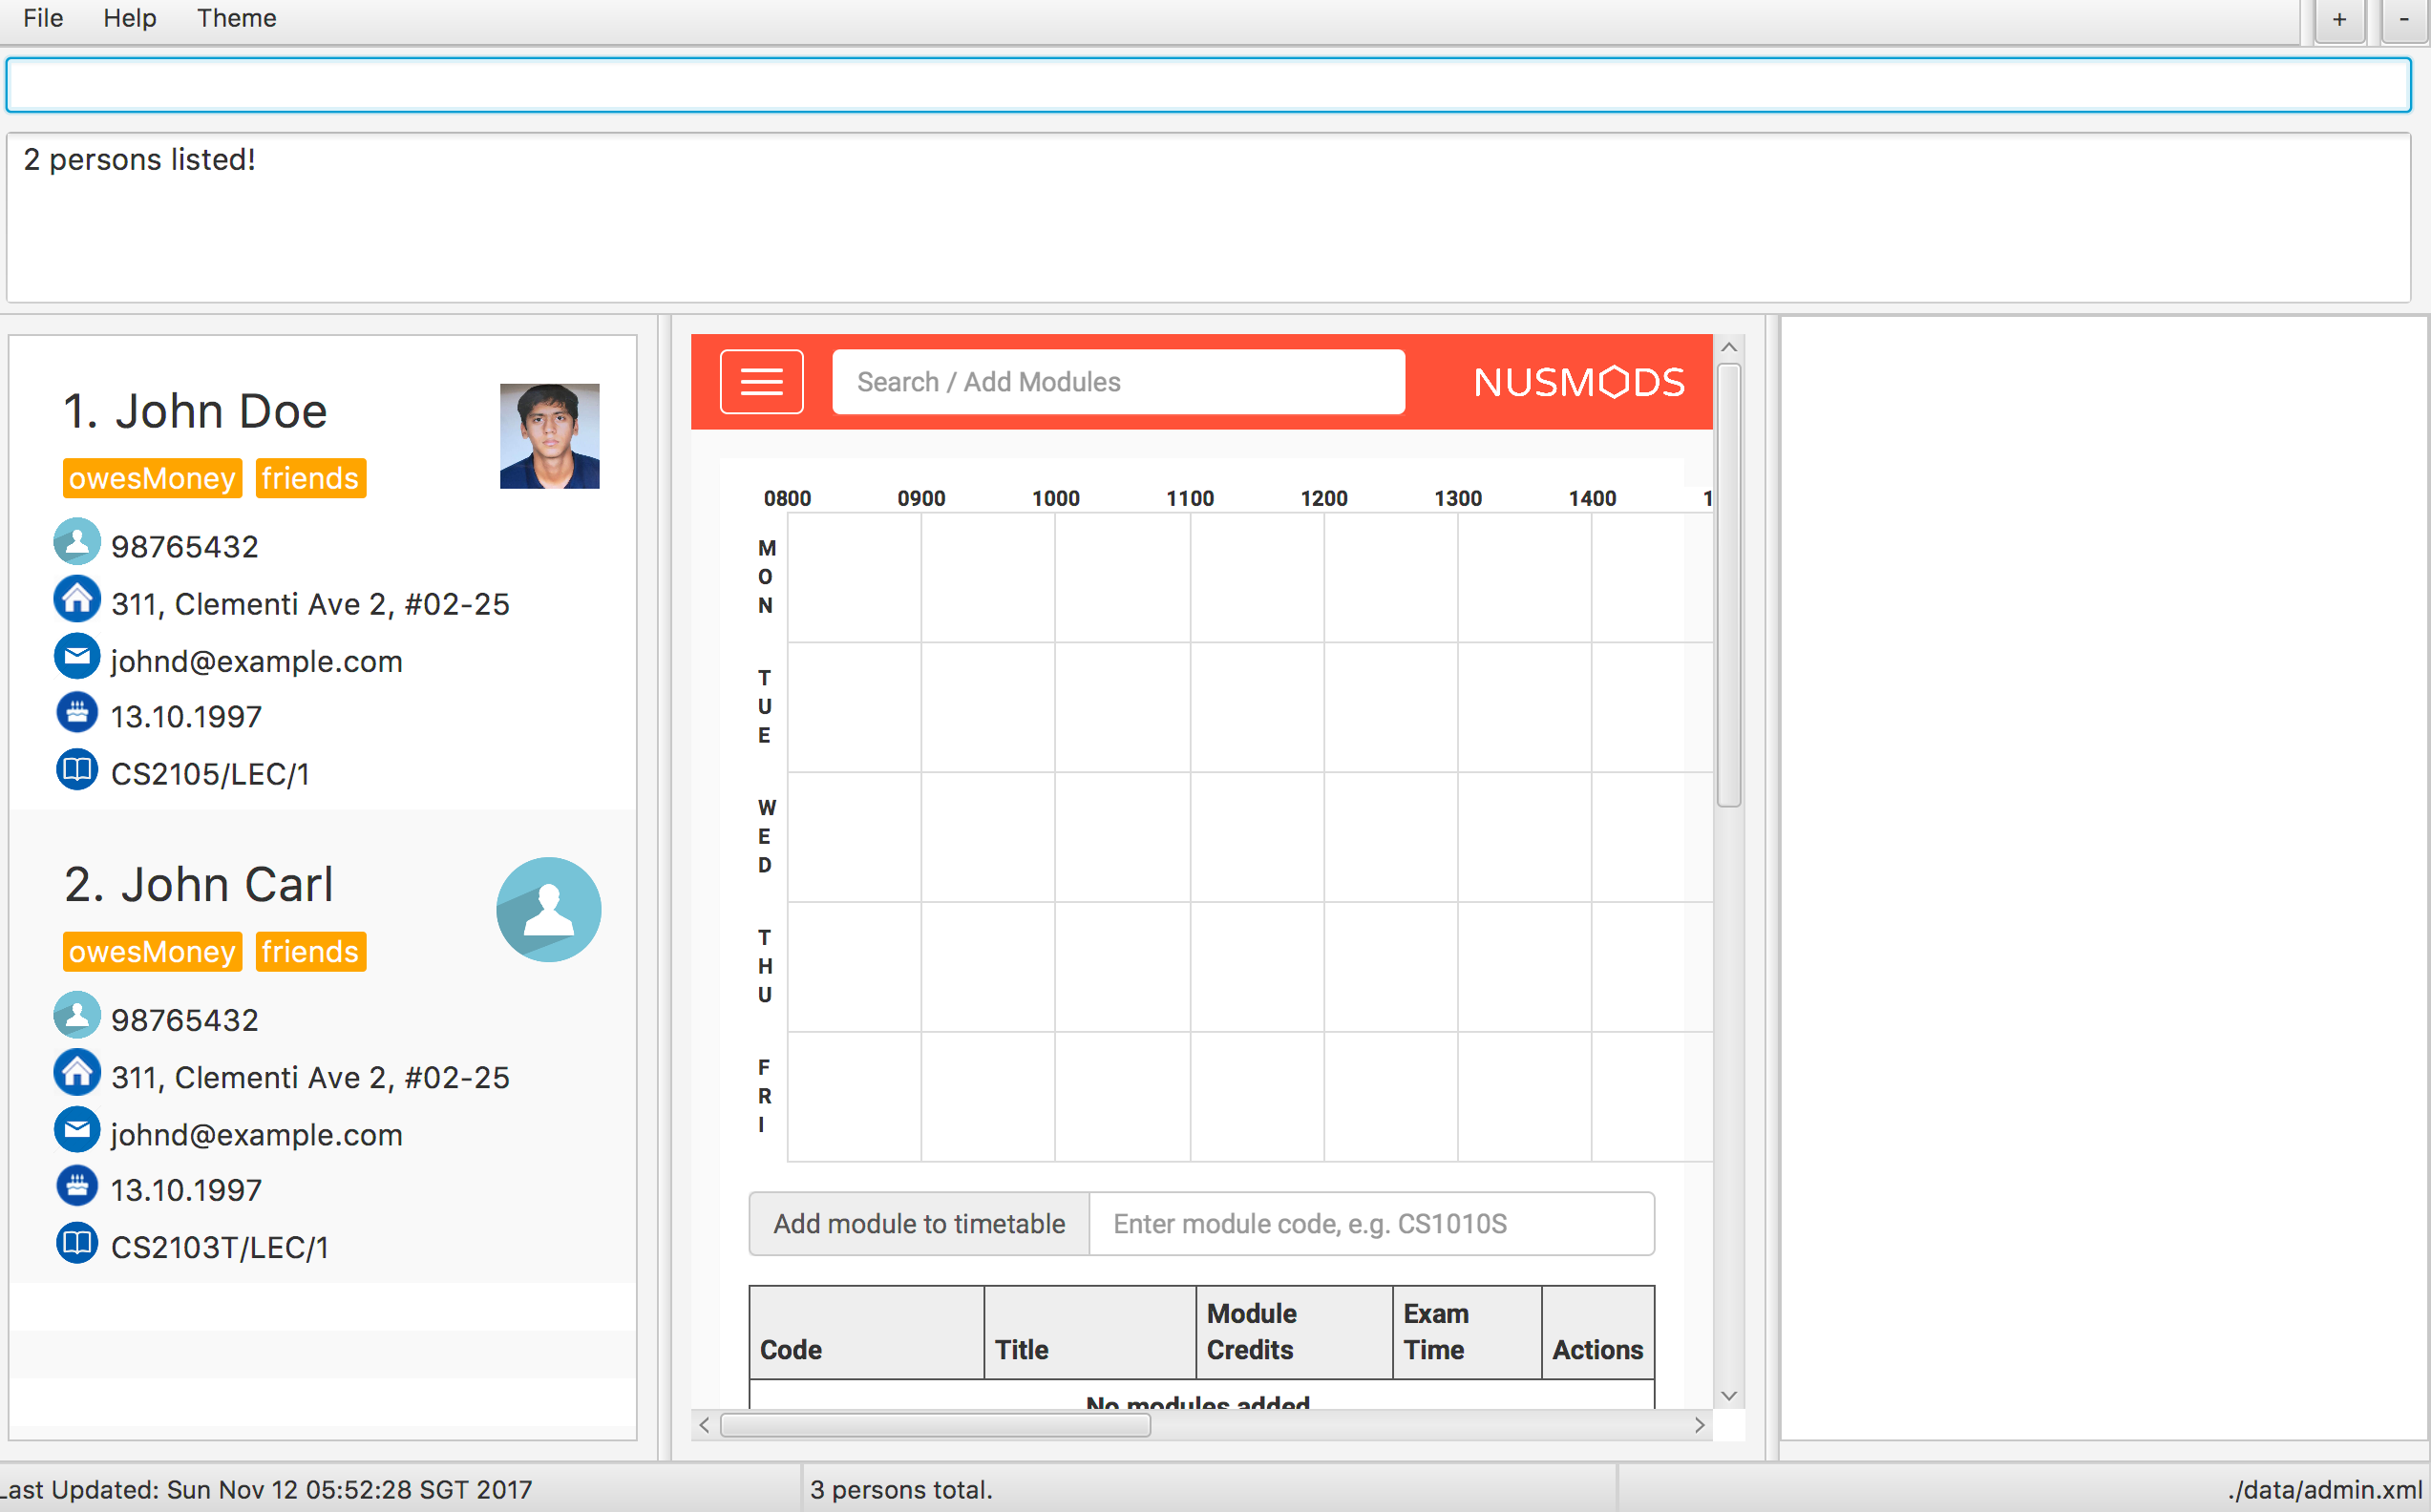 File Help Theme + -
2 persons listed!
1. John Doe
owesMoney friends
98765432
311, Clementi Ave 2, #02-25
johnd@example.com
13.10.1997
CS2105/LEC/1
2. John Carl
owesMoney friends
98765432
311, Clementi Ave 2, #02-25
johnd@example.com
13.10.1997
CS2103T/LEC/1
Search / Add Modules NUSMODS
0800 0900 1000 1100 1200 1300 1400 1
MON
TUE
WED
THU
FRI
Add module to timetable Enter module code, e.g. CS1010S
Code Title Module Credits Exam Time Actions
No modules added
Last Updated: Sun Nov 12 05:52:28 SGT 2017 3 persons total. ./data/admin.xml